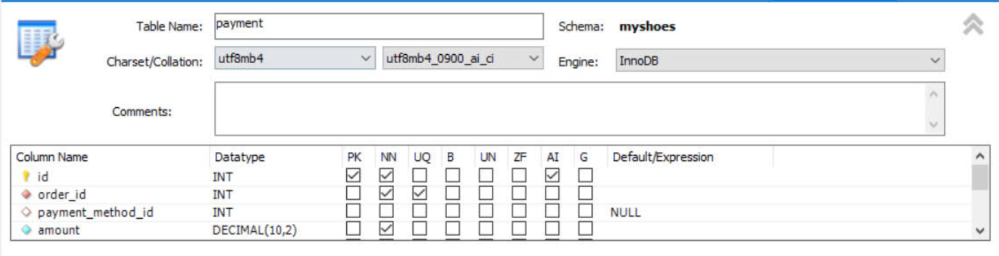 Table Name: payment Schema: myshoes
Charset/Collation: utf8mb4 utf8mb4_0900_ai_ci Engine: InnoDB
Comments:
Column Name Datatype PK NN UQ B UN ZF AI G Default/Expression
id INT
order_id INT
payment_method_id INT NULL
amount DECIMAL(10,2)